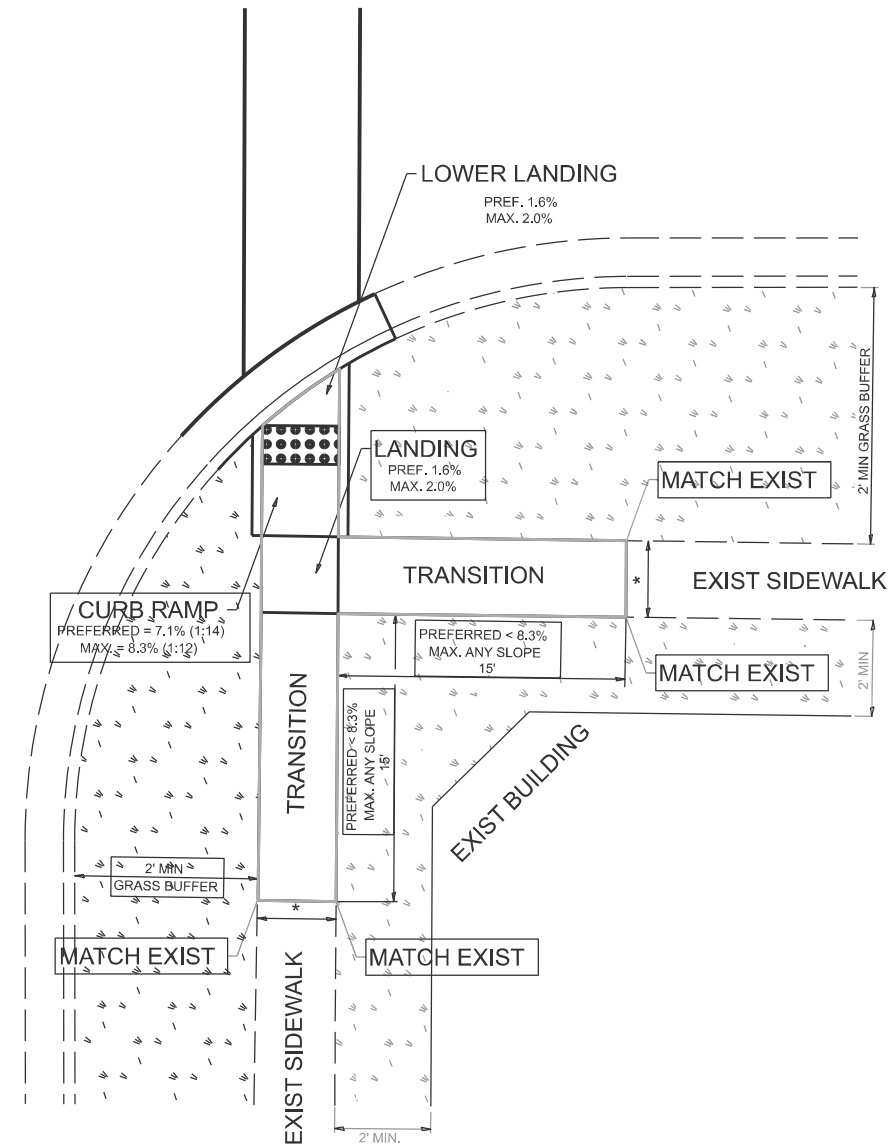 LOWER LANDING
PREF. 1.6%
MAX. 2.0%
2' MIN GRASS BUFFER
LANDING
PREF. 1.6%
MAX. 2.0%
MATCH EXIST
TRANSITION
*
EXIST SIDEWALK
CURB RAMP
PREFERRED = 7.1% (1:14)
MAX. = 8.3% (1:12)
PREFERRED < 8.3%
MAX. ANY SLOPE
15'
MATCH EXIST
2' MIN
TRANSITION
PREFERRED < 8.3%
MAX. ANY SLOPE
15'
EXIST BUILDING
2' MIN
GRASS BUFFER
*
MATCH EXIST
MATCH EXIST
EXIST SIDEWALK
2' MIN.